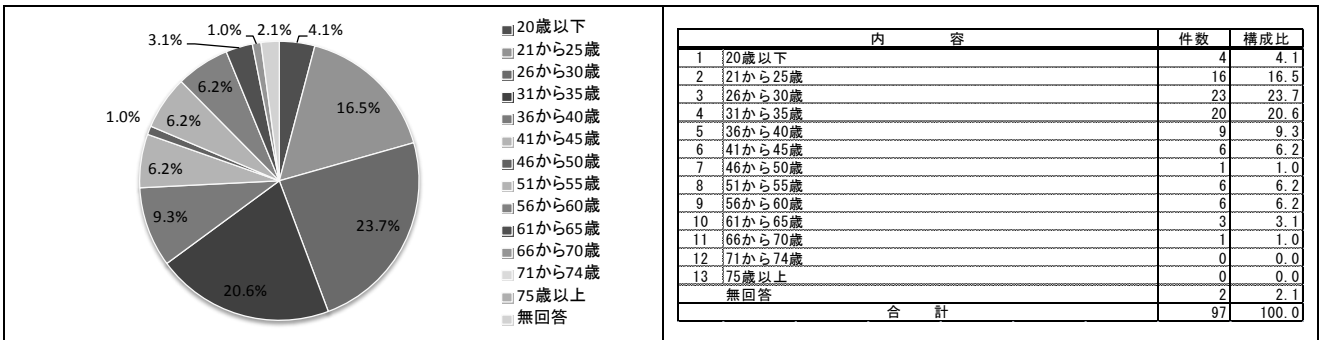 4.1%
16.5%
23.7%
20.6%
9.3%
6.2%
1.0%
6.2%
6.2%
3.1%
1.0%
2.1%
20歳以下
21から25歳
26から30歳
31から35歳
36から40歳
41から45歳
46から50歳
51から55歳
56から60歳
61から65歳
66から70歳
71から74歳
75歳以上
無回答
内 容 件数 構成比
1 20歳以下 4 4.1
2 21から25歳 16 16.5
3 26から30歳 23 23.7
4 31から35歳 20 20.6
5 36から40歳 9 9.3
6 41から45歳 6 6.2
7 46から50歳 1 1.0
8 51から55歳 6 6.2
9 56から60歳 6 6.2
10 61から65歳 3 3.1
11 66から70歳 1 1.0
12 71から74歳 0 0.0
13 75歳以上 0 0.0
無回答 2 2.1
合 計 97 100.0